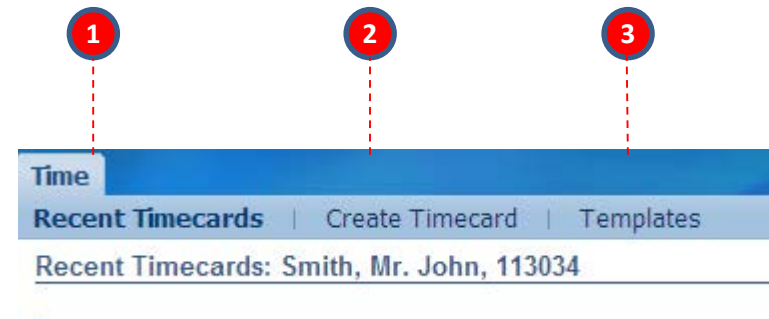 1 2 3
Time
Recent Timecards | Create Timecard | Templates
Recent Timecards: Smith, Mr. John, 113034